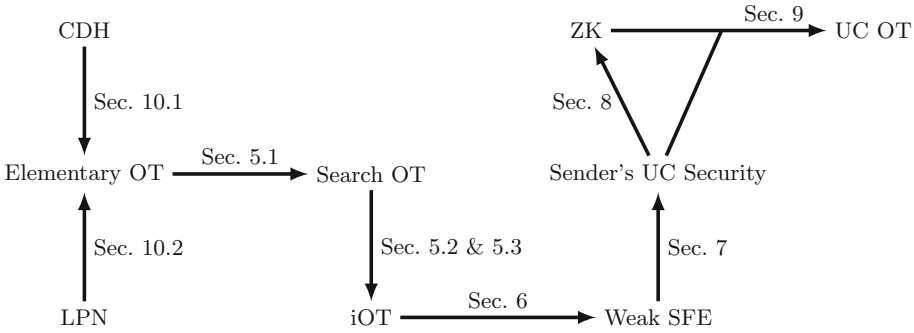 CDH
ZK
Sec. 9
UC OT
Sec. 10.1
Sec. 8
Elementary OT
Sec. 5.1
Search OT
Sender's UC Security
Sec. 10.2
Sec. 5.2 & 5.3
Sec. 7
LPN
iOT
Sec. 6
Weak SFE